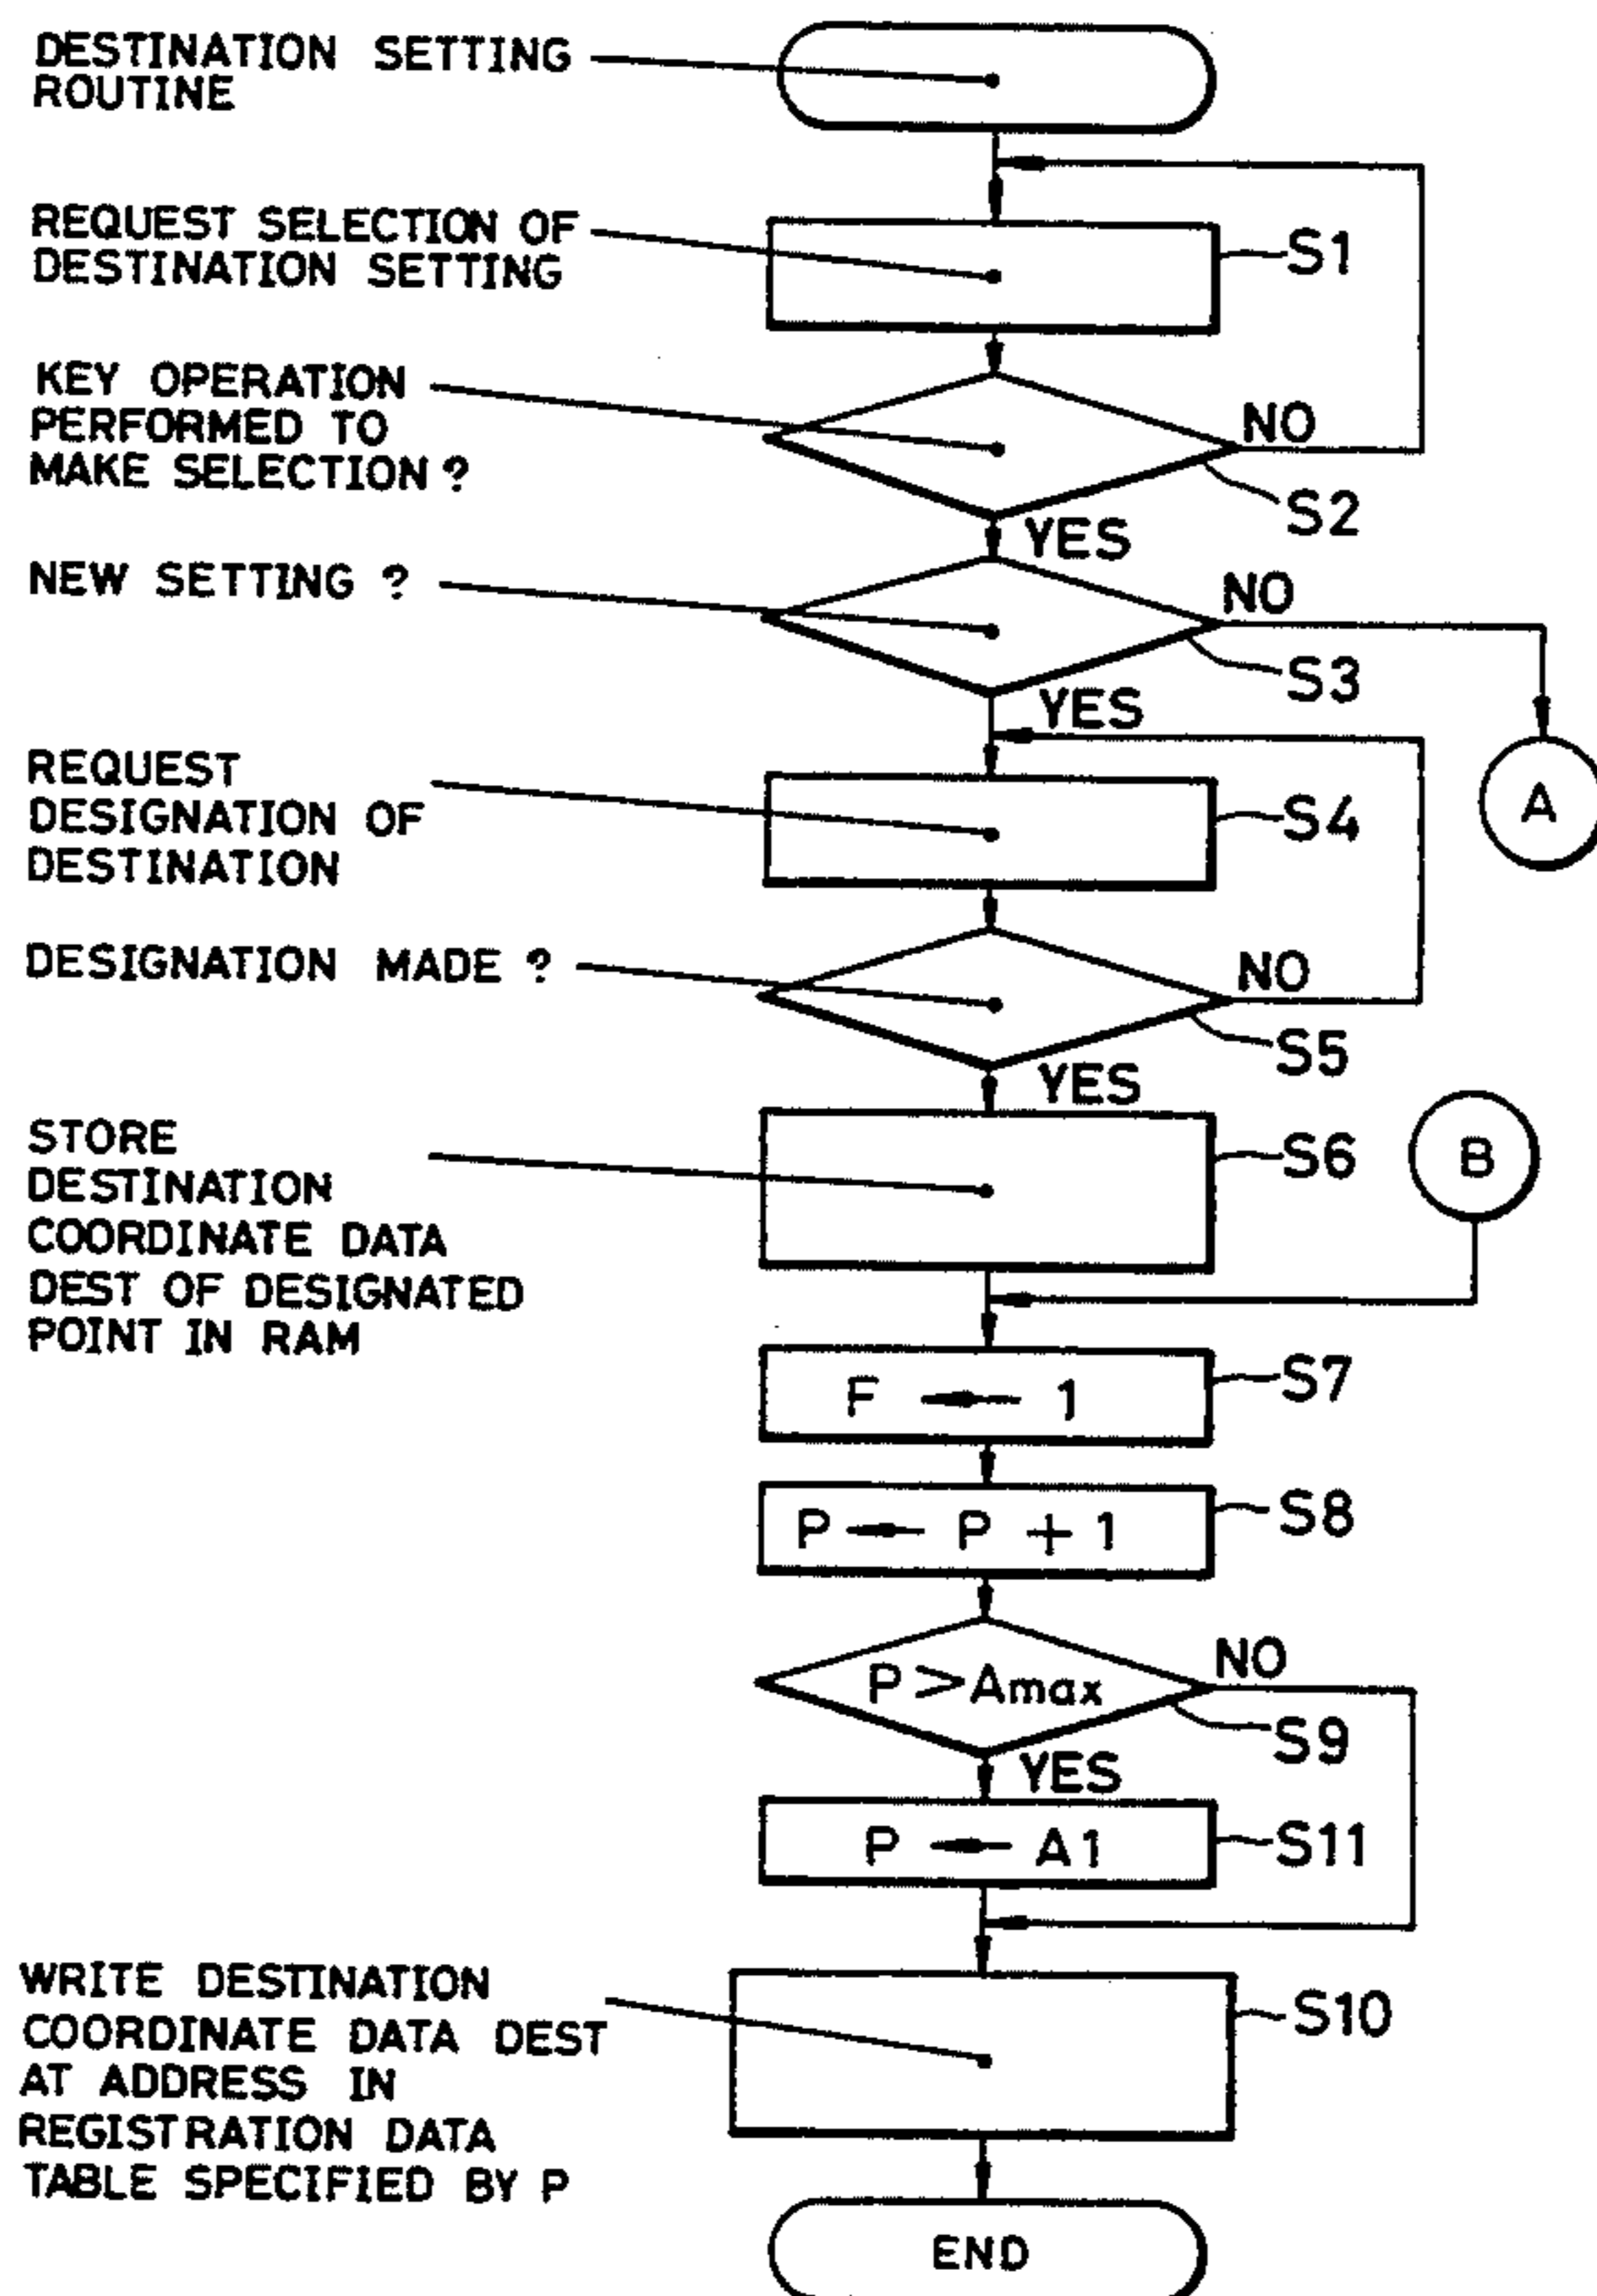 DESTINATION SETTING
ROUTINE
REQUEST SELECTION OF
DESTINATION SETTING
S1
KEY OPERATION
PERFORMED TO
MAKE SELECTION ?
NO
S2
YES
NEW SETTING ?
NO
S3
YES
A
REQUEST
DESIGNATION OF
DESTINATION
S4
DESIGNATION MADE ?
NO
S5
YES
STORE
DESTINATION
COORDINATE DATA
DEST OF DESIGNATED
POINT IN RAM
S6
B
F ← 1
S7
P ← P + 1
S8
P > Amax
NO
S9
YES
P ← A1
S11
WRITE DESTINATION
COORDINATE DATA DEST
AT ADDRESS IN
REGISTRATION DATA
TABLE SPECIFIED BY P
S10
END